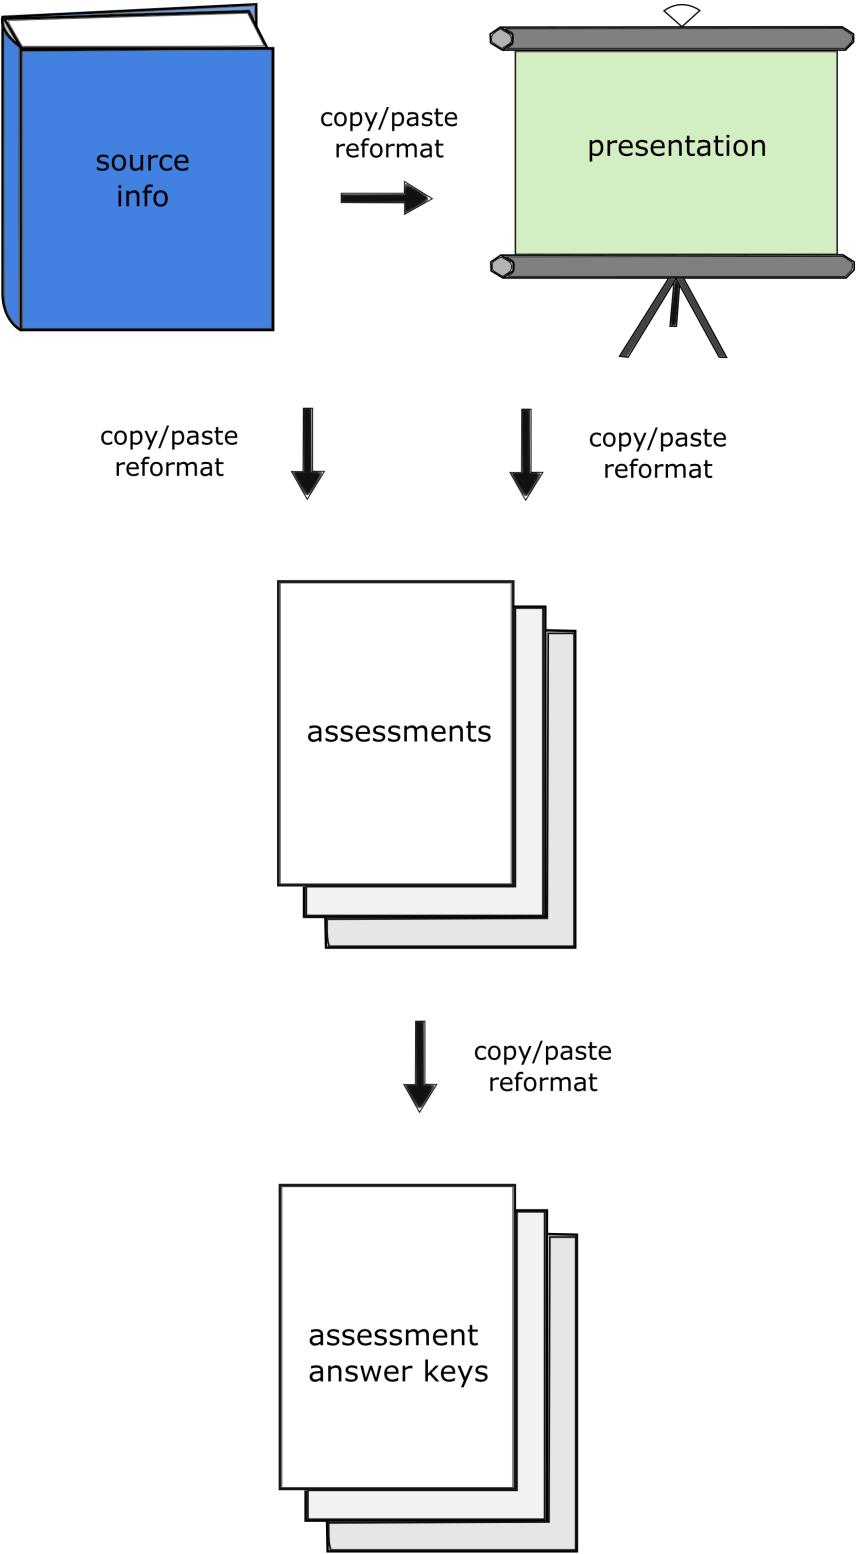 source
info
copy/paste
reformat
presentation
copy/paste
reformat
copy/paste
reformat
assessments
copy/paste
reformat
assessment
answer keys